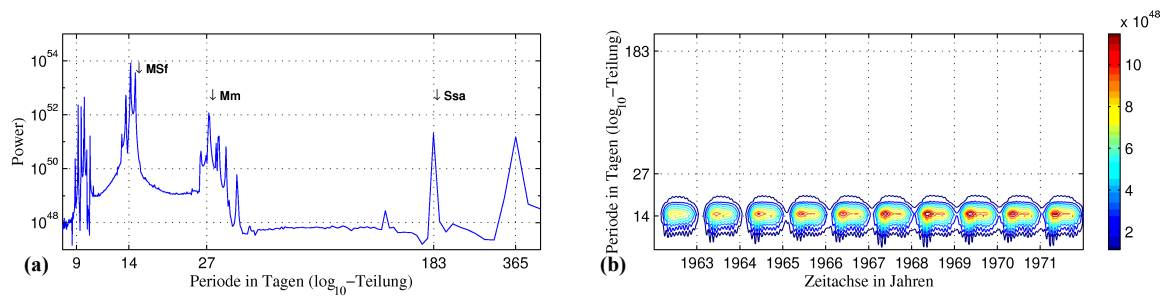 10^54
10^52
10^50
10^48
Power)
↓ MSf
↓ Mm
↓ Ssa
9 14 27 183 365
(a)
Periode in Tagen (log10-Teilung)
183
27
14
Periode in Tagen (log10-Teilung)
1963 1964 1965 1966 1967 1968 1969 1970 1971
(b)
Zeitachse in Jahren
x 10^48
10
8
6
4
2